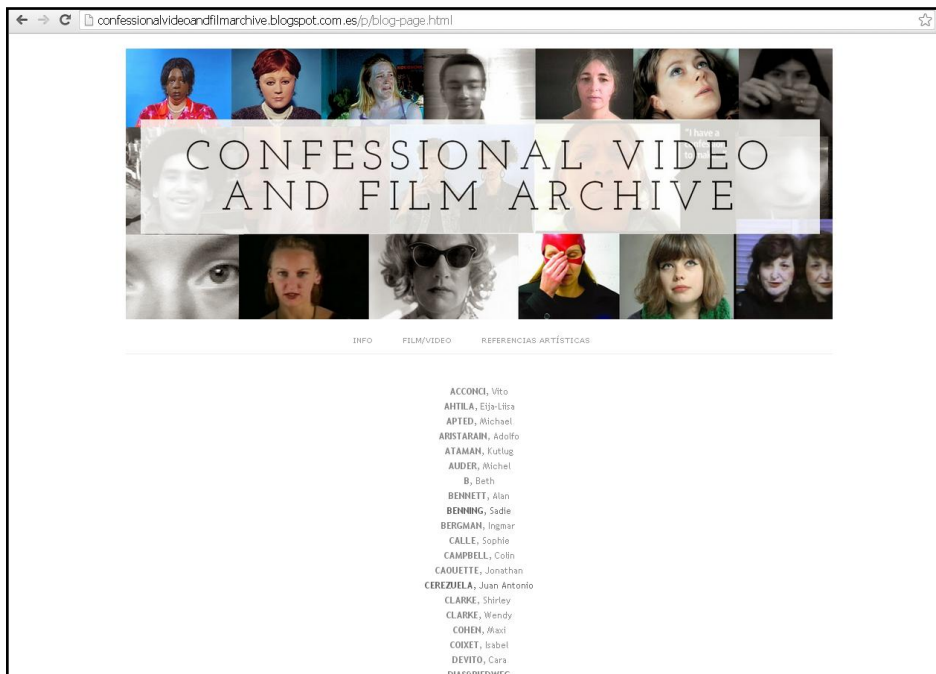 confessionalvideoandfilmarchive.blogspot.com.es/p/blog-page.html
"I have a
CONFESSIONAL VIDEO
AND FILM ARCHIVE
INFO FILM/VIDEO REFERENCIAS ARTÍSTICAS
ACCONCI, Vito
AHTILA, Eija-Liisa
APTED, Michael
ARISTARAIN, Adolfo
ATAMAN, Kutlug
AUDER, Michel
B, Beth
BENNETT, Alan
BENNING, Sadie
BERGMAN, Ingmar
CALLE, Sophie
CAMPBELL, Colin
CAOUETTE, Jonathan
CEREZUELA, Juan Antonio
CLARKE, Shirley
CLARKE, Wendy
COHEN, Maxi
COIXET, Isabel
DEVITO, Cara